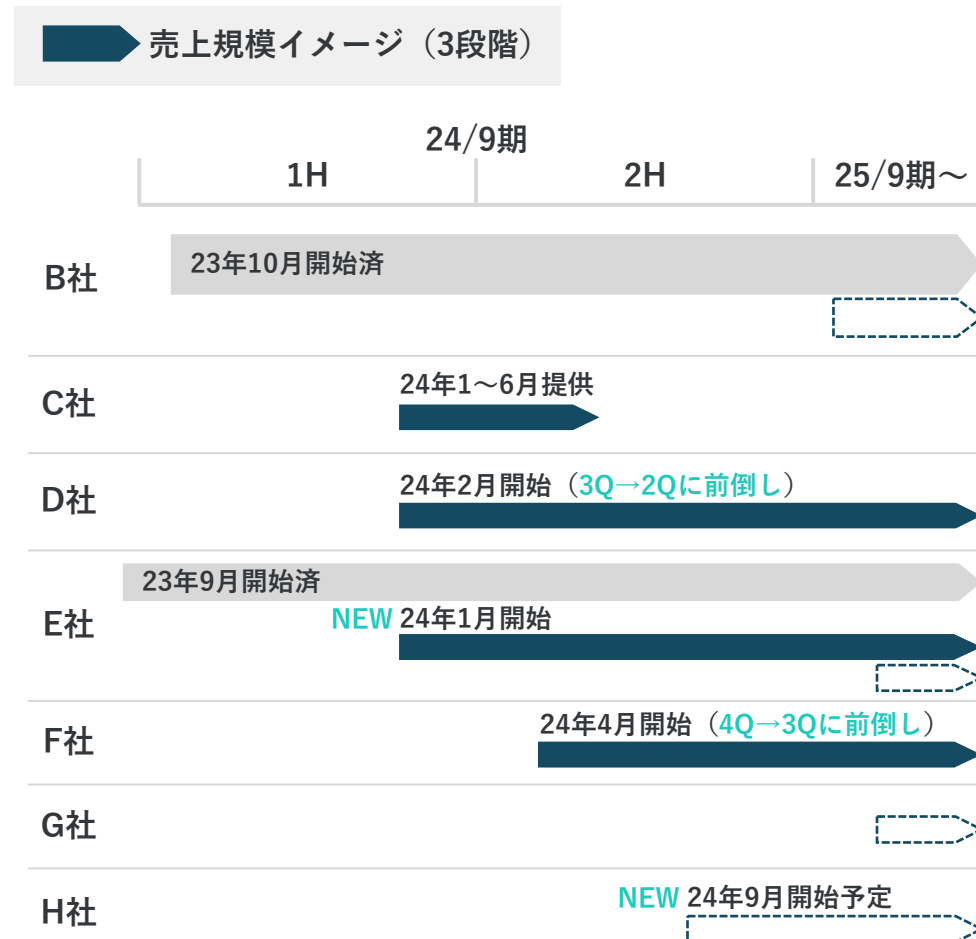 売上規模イメージ（3段階）
24/9期
1H
2H
25/9期～
B社
23年10月開始済
C社
24年1～6月提供
D社
24年2月開始（3Q→2Qに前倒し）
E社
23年9月開始済
NEW 24年1月開始
F社
24年4月開始（4Q→3Qに前倒し）
G社
H社
NEW 24年9月開始予定